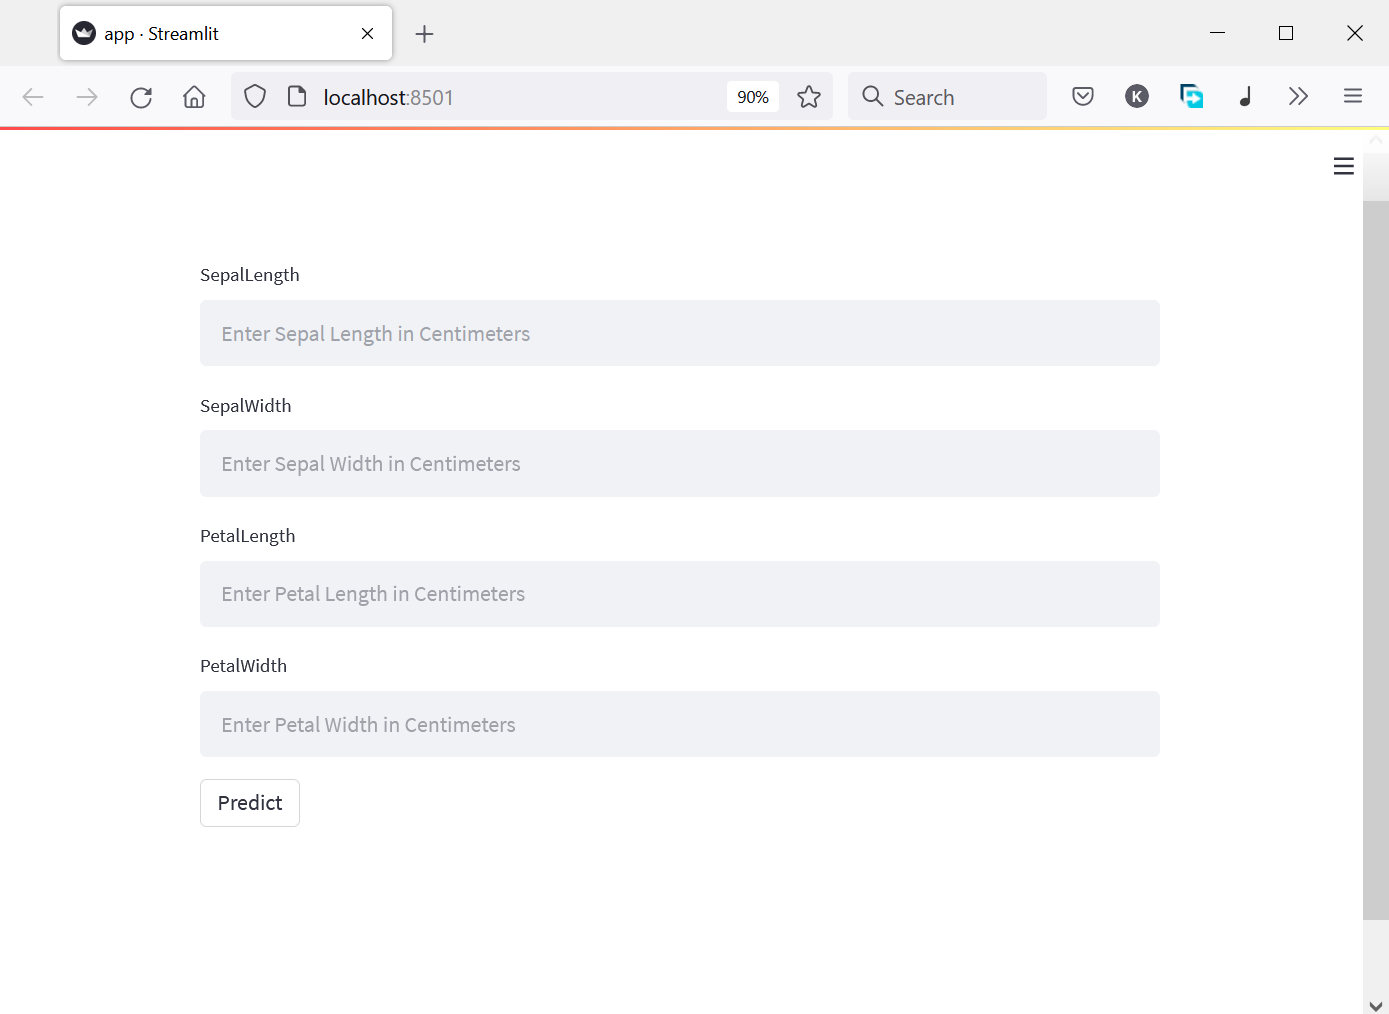 app · Streamlit
localhost:8501
90%
Search
K
SepalLength
Enter Sepal Length in Centimeters
SepalWidth
Enter Sepal Width in Centimeters
PetalLength
Enter Petal Length in Centimeters
PetalWidth
Enter Petal Width in Centimeters
Predict